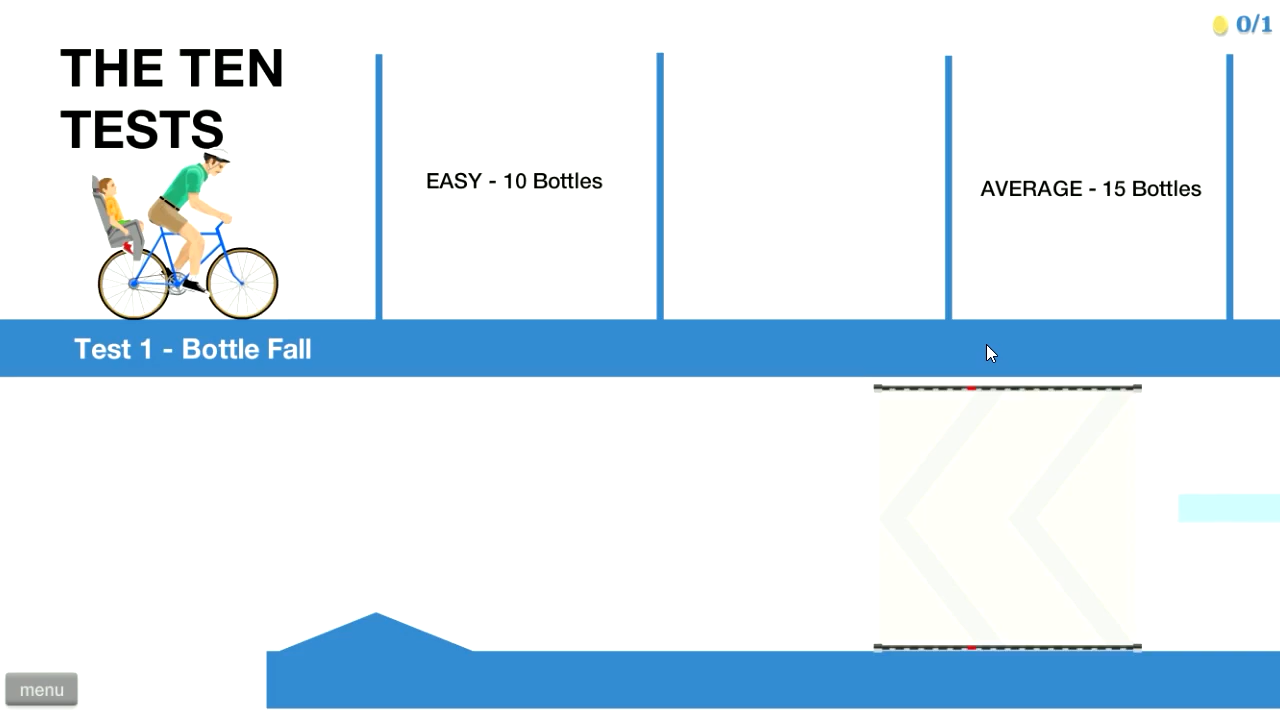 0/1
THE TEN
TESTS
EASY - 10 Bottles
AVERAGE - 15 Bottles
Test 1 - Bottle Fall
menu